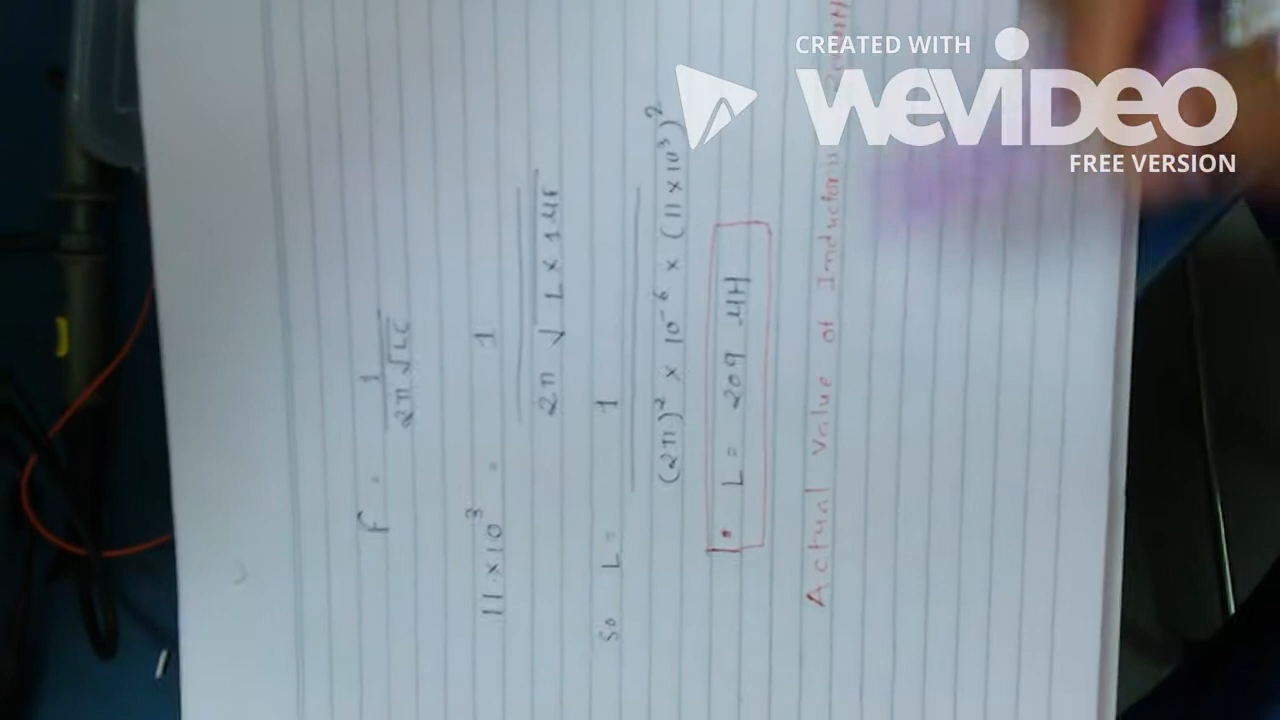 CREATED WITH
WEVIDEO
FREE VERSION
F = 1 / 2π √LC
11 × 10³ = 1 / 2π √L × 1 μF
so L = 1 / (2π)² × 10⁻⁶ × (11 × 10³)²
L = 209 μH
Actual Value of Inductor